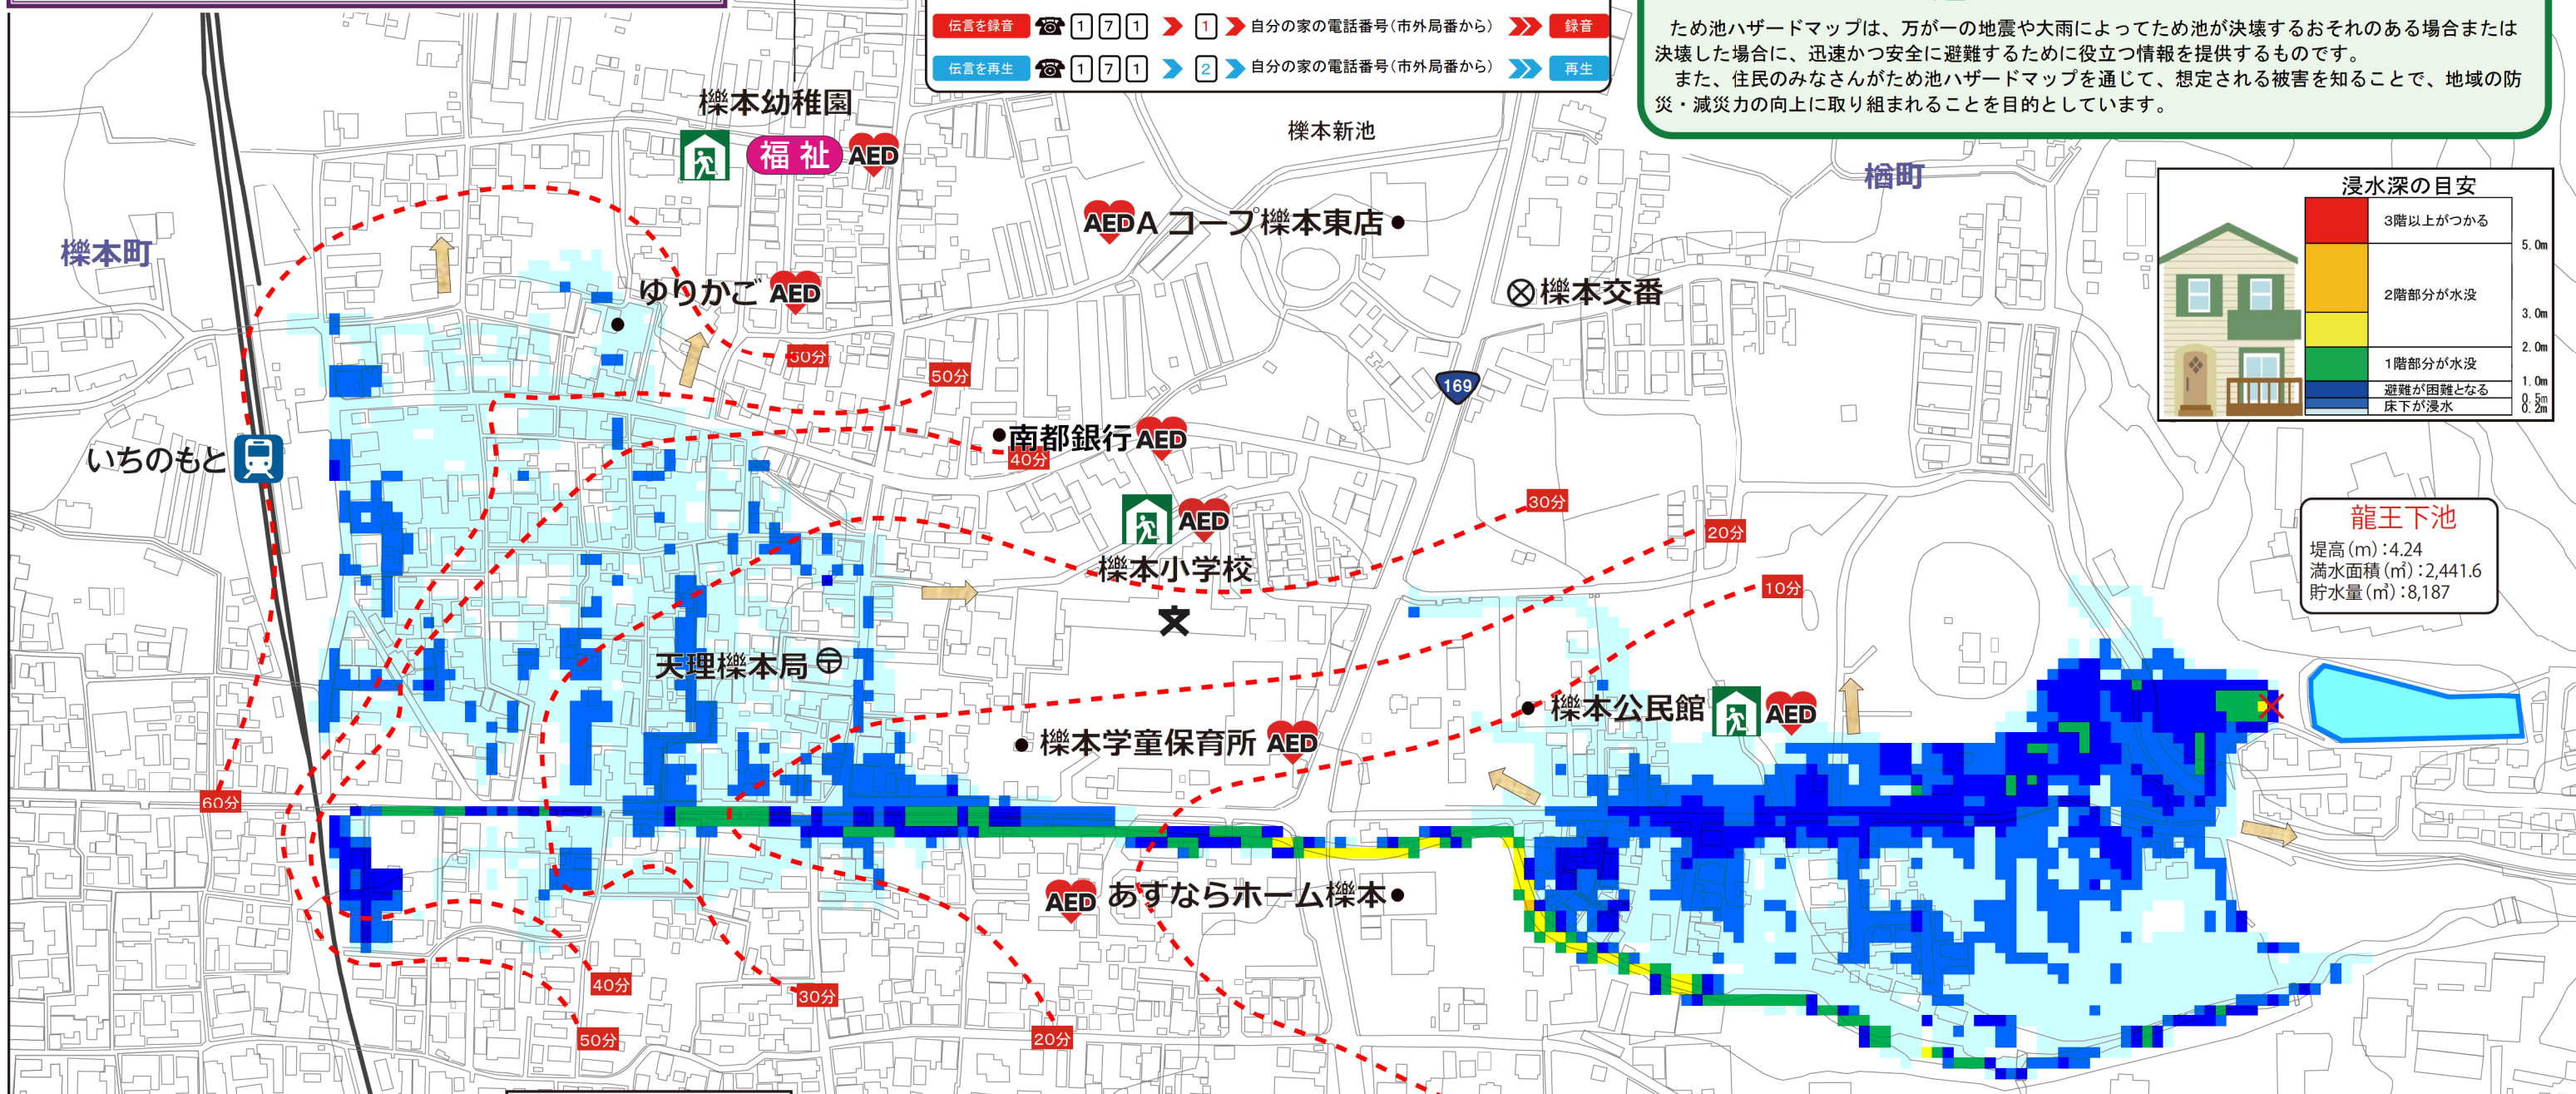 伝言を録音 171 1 自分の家の電話番号(市外局番から) 録音
伝言を再生 171 2 自分の家の電話番号(市外局番から) 再生
ため池ハザードマップは、万が一の地震や大雨によってため池が決壊するおそれのある場合または
決壊した場合に、迅速かつ安全に避難するために役立つ情報を提供するものです。
また、住民のみなさんがため池ハザードマップを通じて、想定される被害を知ることで、地域の防
災・減災力の向上に取り組まれることを目的としています。
櫟本幼稚園
福祉 AED
櫟本新池
楢町
櫟本町
AED Aコープ櫟本東店
ゆりかご AED
櫟本交番
浸水深の目安
3階以上がつかる
5.0m
2階部分が水没
3.0m
2.0m
1階部分が水没
1.0m
避難が困難となる
0.5m
床下が浸水
0.2m
60分
50分
169
いちのもと
南都銀行 AED
40分
AED
櫟本小学校
30分
20分
10分
龍王下池
堤高(m):4.24
満水面積(㎡):2,441.6
貯水量(㎥):8,187
天理櫟本局
櫟本公民館 AED
櫟本学童保育所 AED
60分
AED あすならホーム櫟本
40分
30分
50分
20分